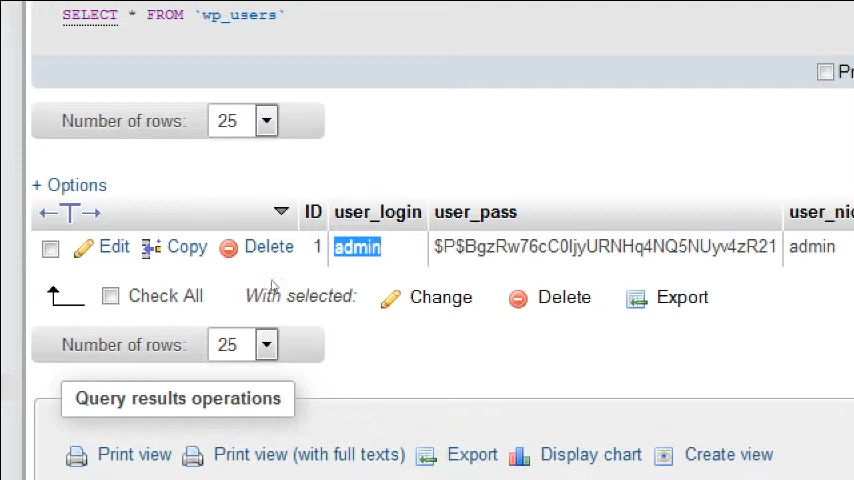 SELECT * FROM `wp_users`
Pr
Number of rows: 25
+ Options
←T→ ID user_login user_pass user_nic
Edit Copy Delete 1 admin $P$BgzRw76cC0IjyURNHq4NQ5NUyv4zR21 admin
Check All With selected: Change Delete Export
Number of rows: 25
Query results operations
Print view Print view (with full texts) Export Display chart Create view